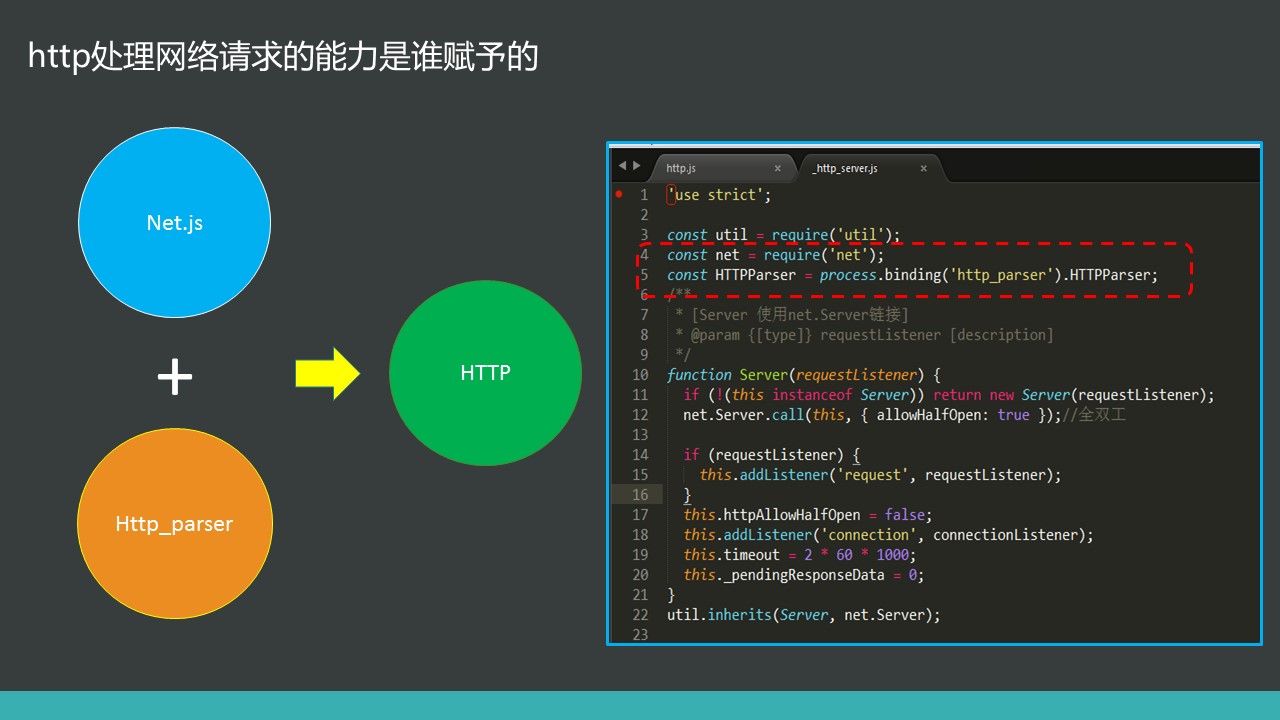 http处理网络请求的能力是谁赋予的
Net.js
+
Http_parser
HTTP
http.js x _http_server.js x
1 'use strict';
2
3 const util = require('util');
4 const net = require('net');
5 const HTTPParser = process.binding('http_parser').HTTPParser;
6 /**
7 * [Server 使用net.Server链接]
8 * @param {[type]} requestListener [description]
9 */
10 function Server(requestListener) {
11 if (!(this instanceof Server)) return new Server(requestListener);
12 net.Server.call(this, { allowHalfOpen: true });//全双工
13
14 if (requestListener) {
15 this.addListener('request', requestListener);
16 }
17 this.httpAllowHalfOpen = false;
18 this.addListener('connection', connectionListener);
19 this.timeout = 2 * 60 * 1000;
20 this._pendingResponseData = 0;
21 }
22 util.inherits(Server, net.Server);
23